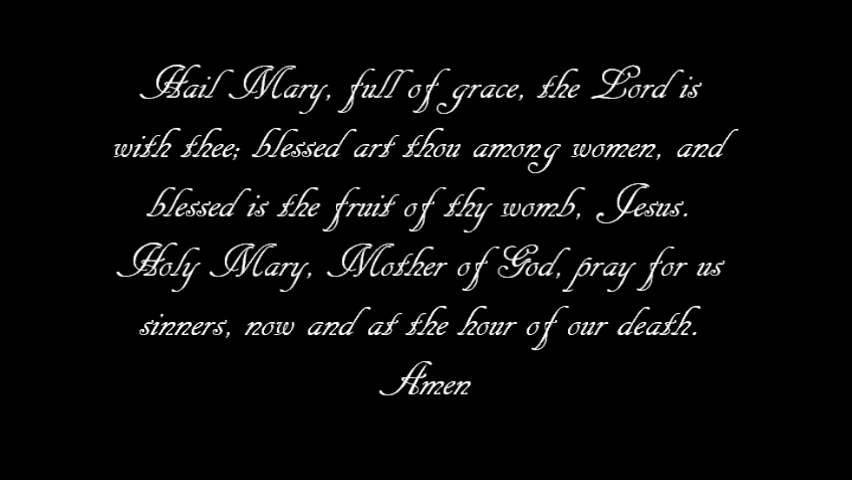 Hail Mary, full of grace, the Lord is
with thee; blessed art thou among women, and
blessed is the fruit of thy womb, Jesus.
Holy Mary, Mother of God, pray for us
sinners, now and at the hour of our death.
Amen